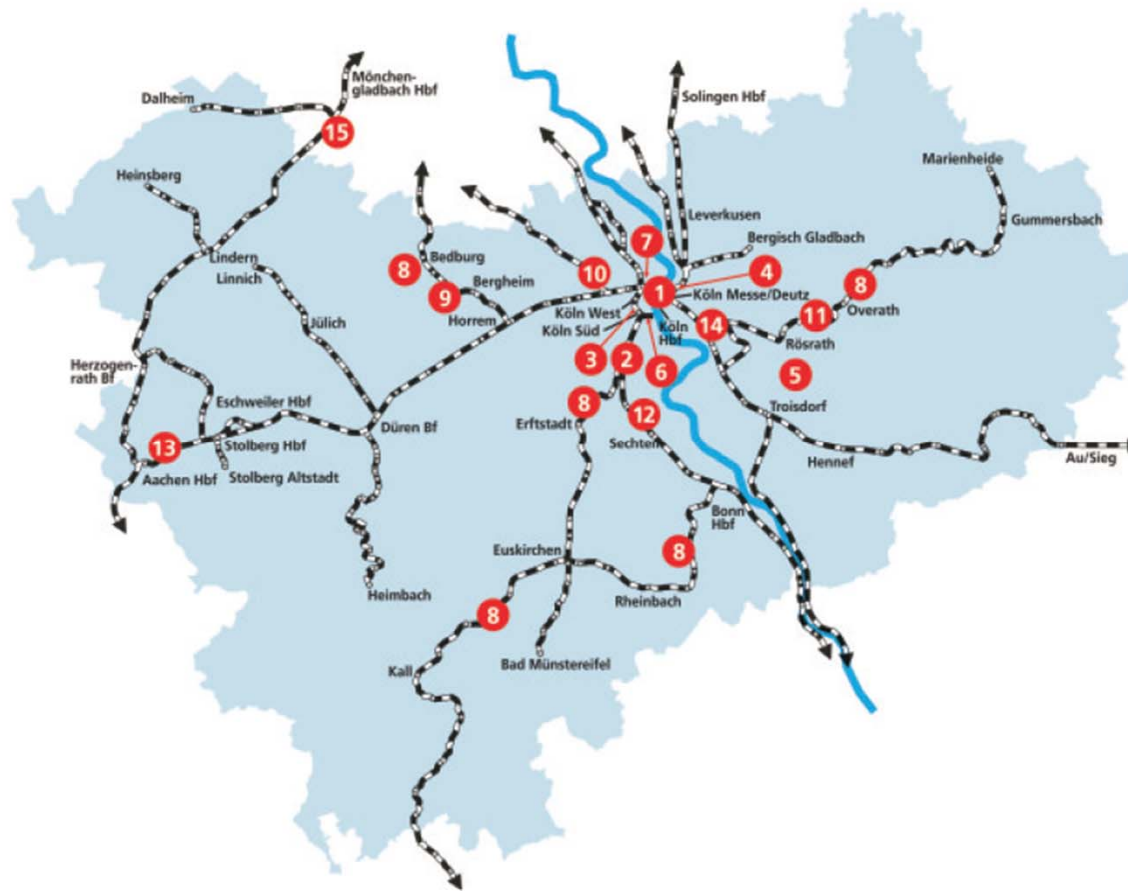 Mönchen-
gladbach Hbf
Dalheim
15
Heinsberg
Solingen Hbf
Marienheide
Gummersbach
Leverkusen
Bergisch Gladbach
Lindern
Linnich
7
8
Bedburg
10
4
9
Bergheim
1
Köln Messe/Deutz
8
Overath
Köln West
Köln Süd
Köln
Hbf
14
11
Rösrath
Horrem
Jülich
Herzogen-
rath Bf
3
2
6
5
Eschweiler Hbf
Stolberg Hbf
Stolberg Altstadt
13
Aachen Hbf
Düren Bf
8
Erftstadt
12
Sechtem
Troisdorf
Hennef
Au/Sieg
Bonn
Hbf
Euskirchen
8
Rheinbach
Heimbach
8
Bad Münstereifel
Kall